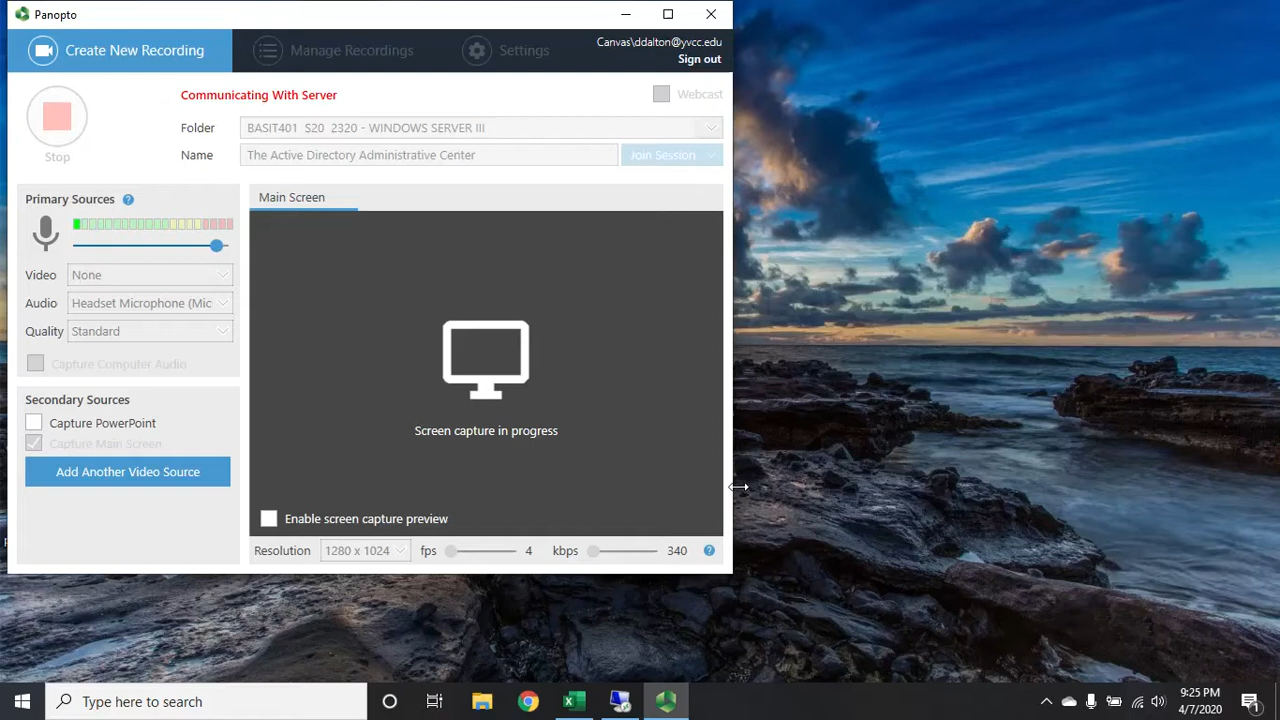 Panopto
Create New Recording
Manage Recordings
Settings
Canvas\ddalton@yvcc.edu
Sign out
Communicating With Server
Webcast
Stop
Folder
BASIT401 S20 2320 - WINDOWS SERVER III
Name
The Active Directory Administrative Center
Join Session
Primary Sources ?
Video
None
Audio
Headset Microphone (Mic
Quality
Standard
Capture Computer Audio
Secondary Sources
Capture PowerPoint
Capture Main Screen
Add Another Video Source
Main Screen
Screen capture in progress
Enable screen capture preview
Resolution 1280 x 1024 fps 4 kbps 340 ?
Type here to search
9:25 PM
4/7/2020
1